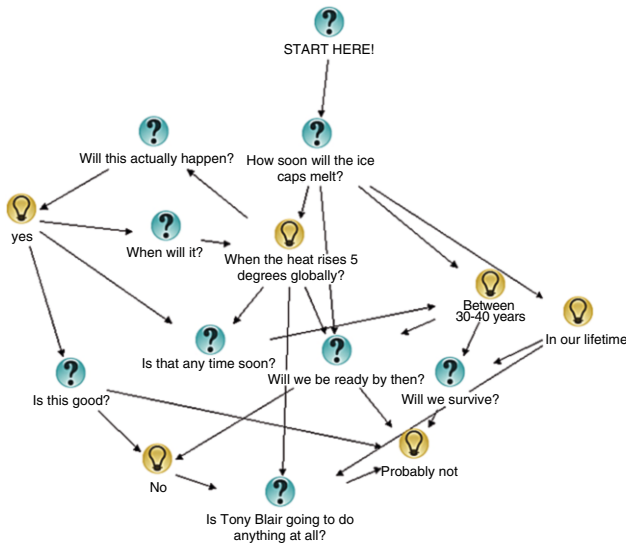 START HERE!
Will this actually happen?
How soon will the ice
caps melt?
yes
When will it?
When the heat rises 5
degrees globally?
Between
30-40 years
In our lifetime
Is that any time soon?
Will we be ready by then?
Is this good?
Will we survive?
Probably not
No
Is Tony Blair going to do
anything at all?